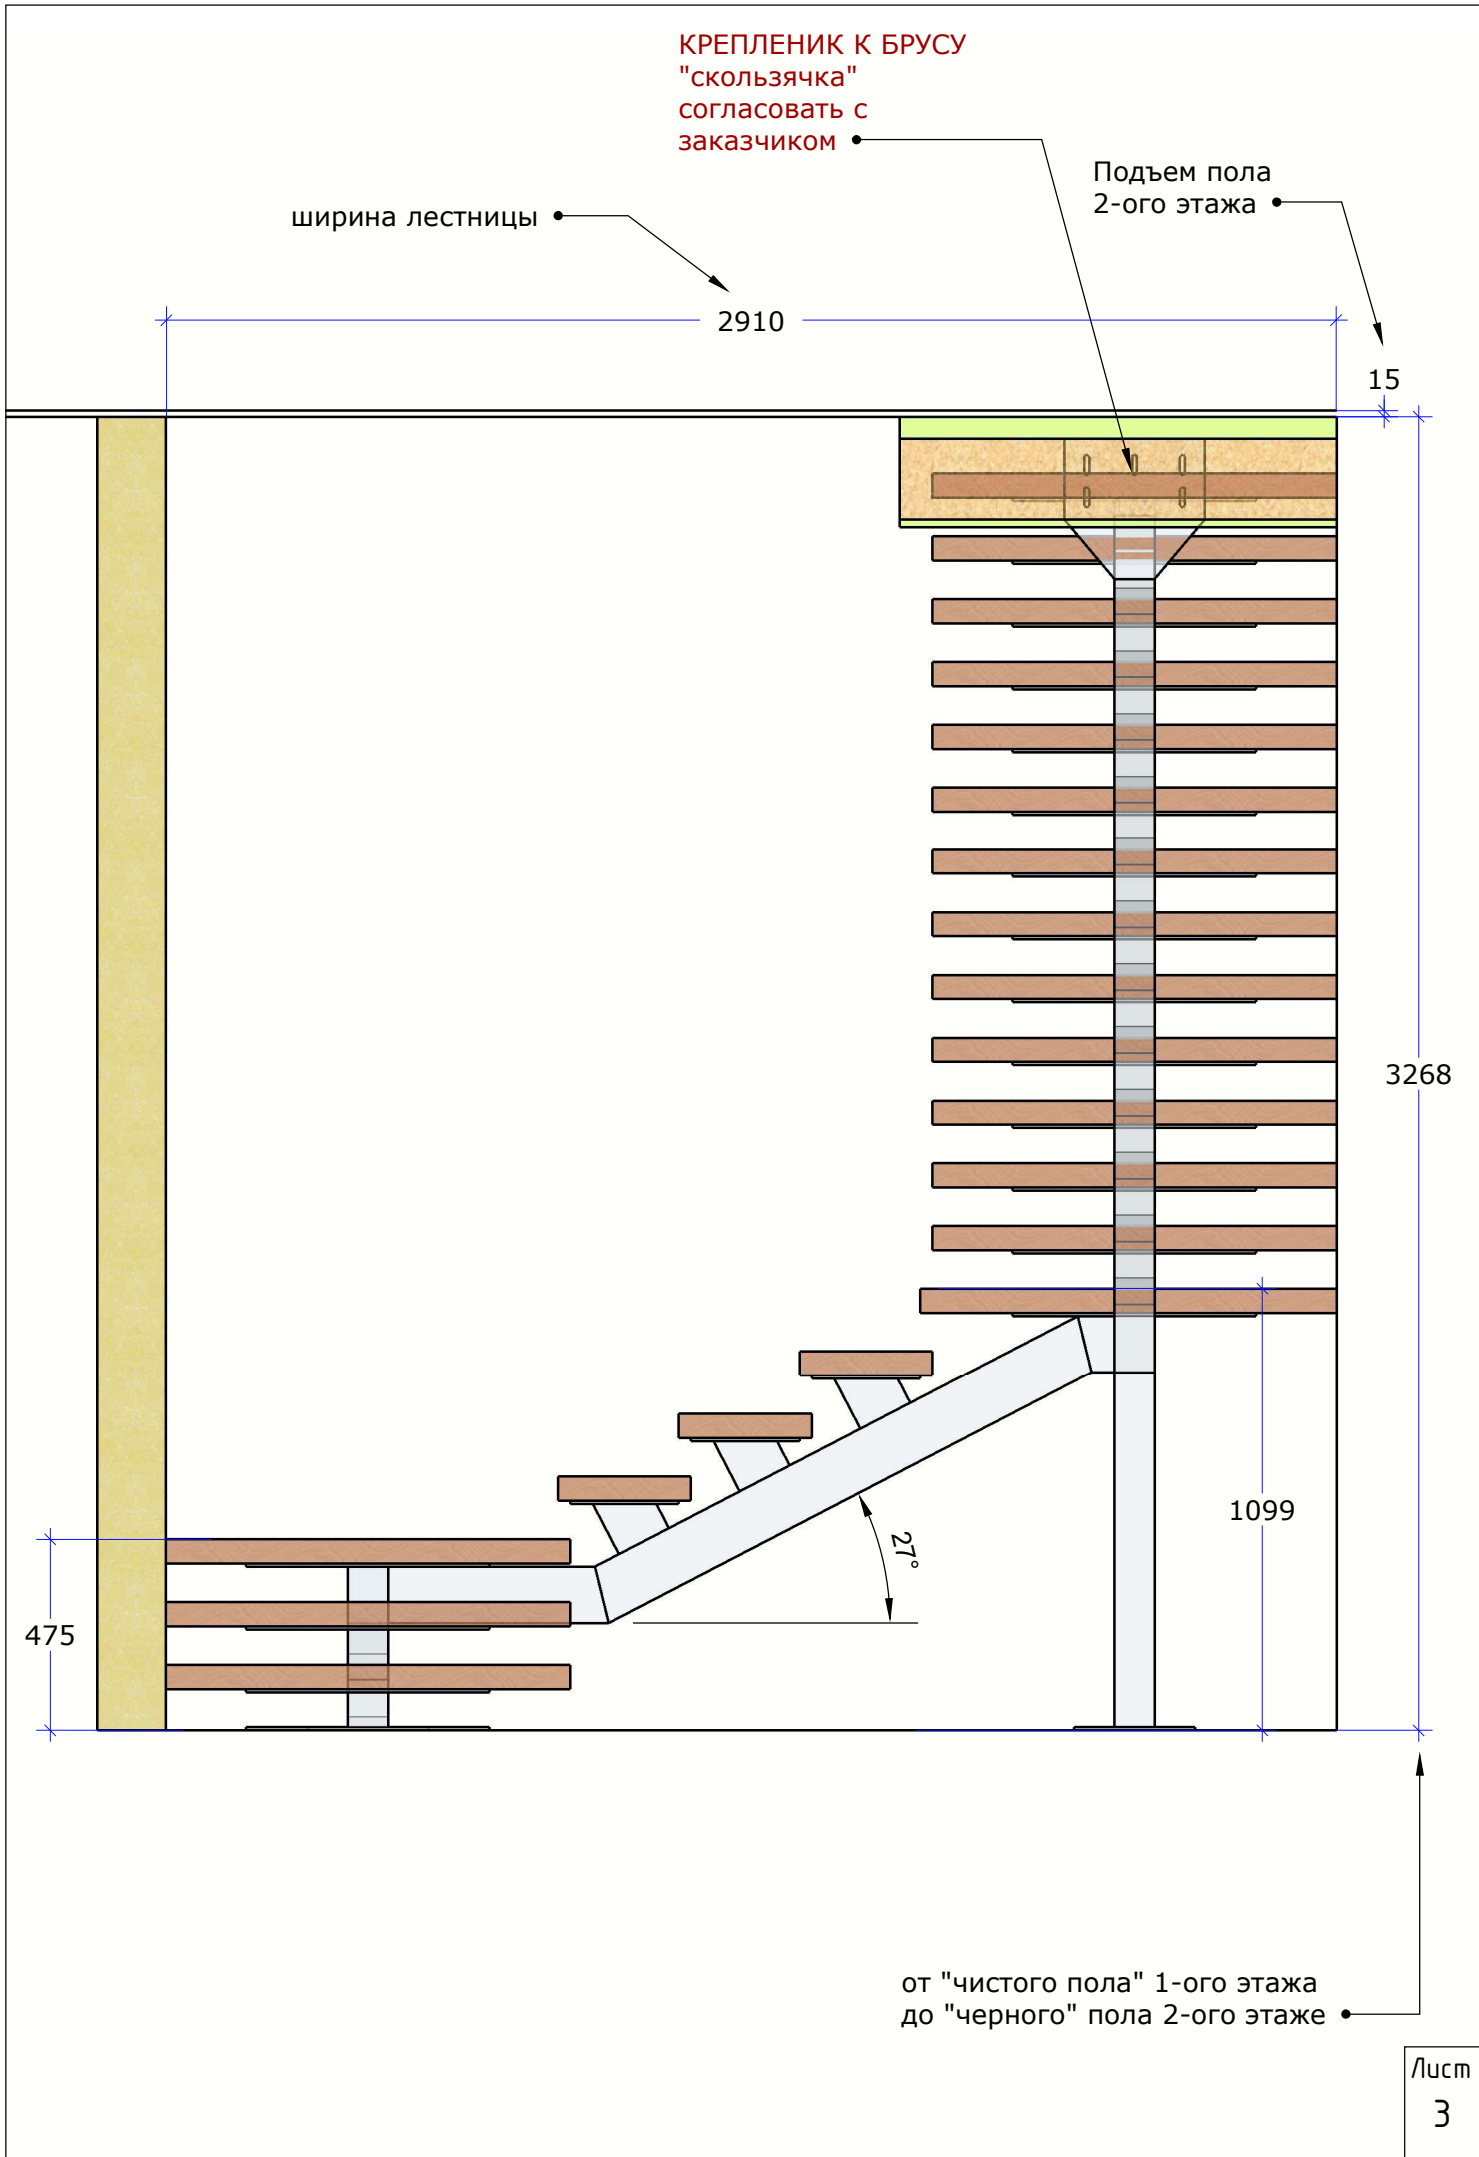 КРЕПЛЕНИК К БРУСУ
"скользячка"
согласовать с
заказчиком
Подъем пола
2-ого этажа
ширина лестницы
2910
15
3268
1099
27°
475
от "чистого пола" 1-ого этажа
до "черного" пола 2-ого этаже
Лист
3